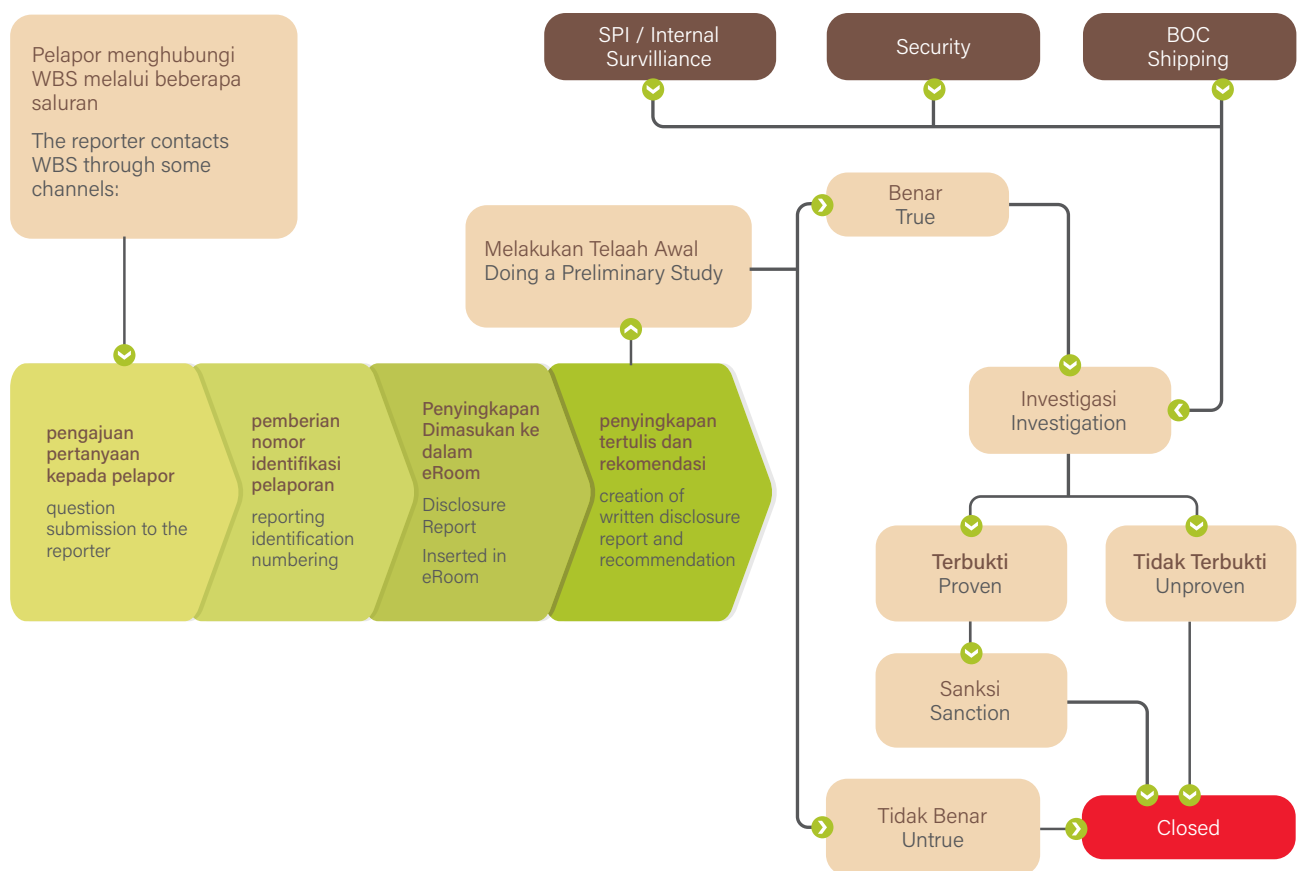 Pelapor menghubungi
WBS melalui beberapa
saluran
The reporter contacts
WBS through some
channels:
SPI / Internal
Survilliance
Security
BOC
Shipping
Benar
True
Melakukan Telaah Awal
Doing a Preliminary Study
pengajuan
pertanyaan
kepada pelapor
question
submission to the
reporter
pemberian
nomor
identifikasi
pelaporan
reporting
identification
numbering
Penyingkapan
Dimasukan ke
dalam
eRoom
Disclosure
Report
Inserted in
eRoom
penyingkapan
tertulis dan
rekomendasi
creation of
written disclosure
report and
recommendation
Investigasi
Investigation
Terbukti
Proven
Tidak Terbukti
Unproven
Sanksi
Sanction
Tidak Benar
Untrue
Closed